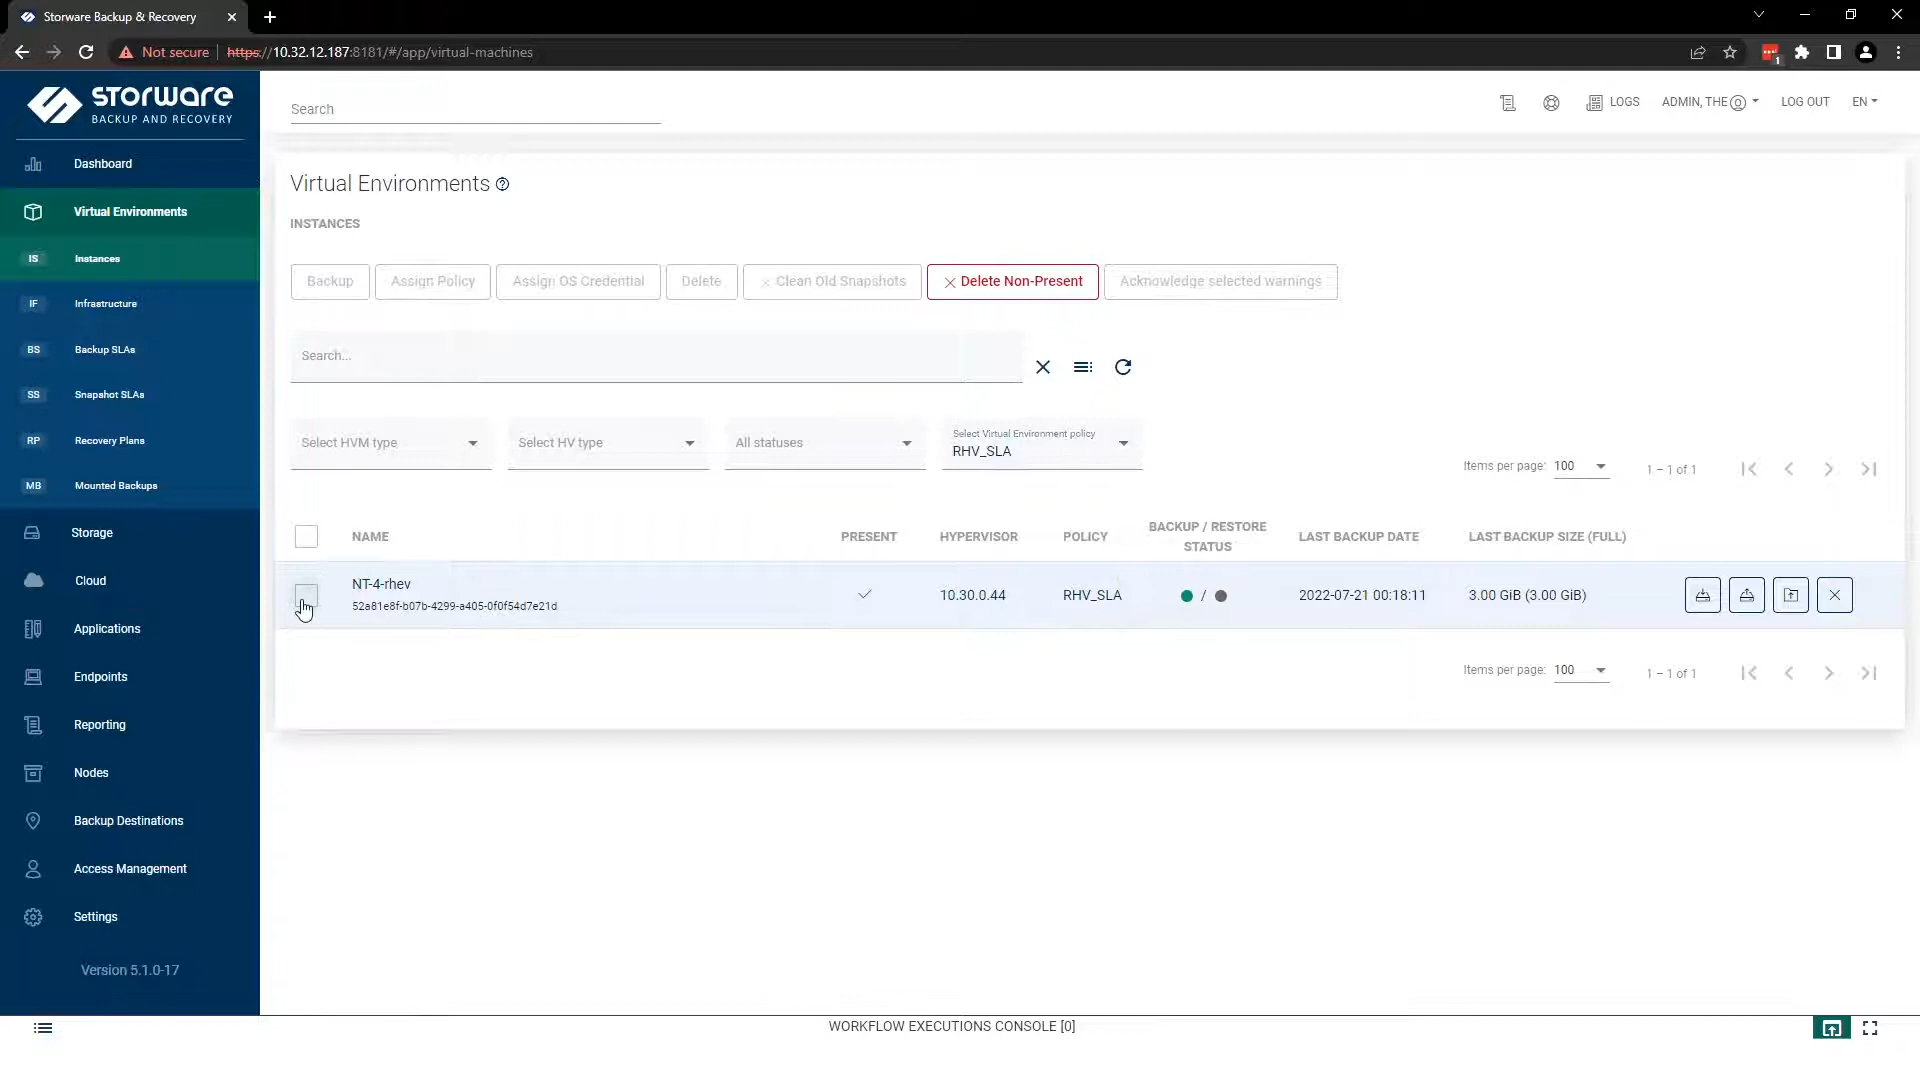 Storware Backup & Recovery
Not secure https://10.32.12.187:8181/#/app/virtual-machines
1
storware
BACKUP AND RECOVERY
Search
LOGS
ADMIN, THE
LOG OUT
EN
Dashboard
Virtual Environments
IS Instances
IF Infrastructure
BS Backup SLAs
SS Snapshot SLAs
RP Recovery Plans
MB Mounted Backups
Storage
Cloud
Applications
Endpoints
Reporting
Nodes
Backup Destinations
Access Management
Settings
Version 5.1.0-17
Virtual Environments
INSTANCES
Backup
Assign Policy
Assign OS Credential
Delete
Clean Old Snapshots
Delete Non-Present
Acknowledge selected warnings
Search...
Select HVM type
Select HV type
All statuses
Select Virtual Environment policy
RHV_SLA
Items per page: 100
1 – 1 of 1
NAME
PRESENT
HYPERVISOR
POLICY
BACKUP / RESTORE
STATUS
LAST BACKUP DATE
LAST BACKUP SIZE (FULL)
NT-4-rhev
52a81e8f-b07b-4299-a405-0f0f54d7e21d
10.30.0.44
RHV_SLA
/
2022-07-21 00:18:11
3.00 GiB (3.00 GiB)
Items per page: 100
1 – 1 of 1
WORKFLOW EXECUTIONS CONSOLE [0]